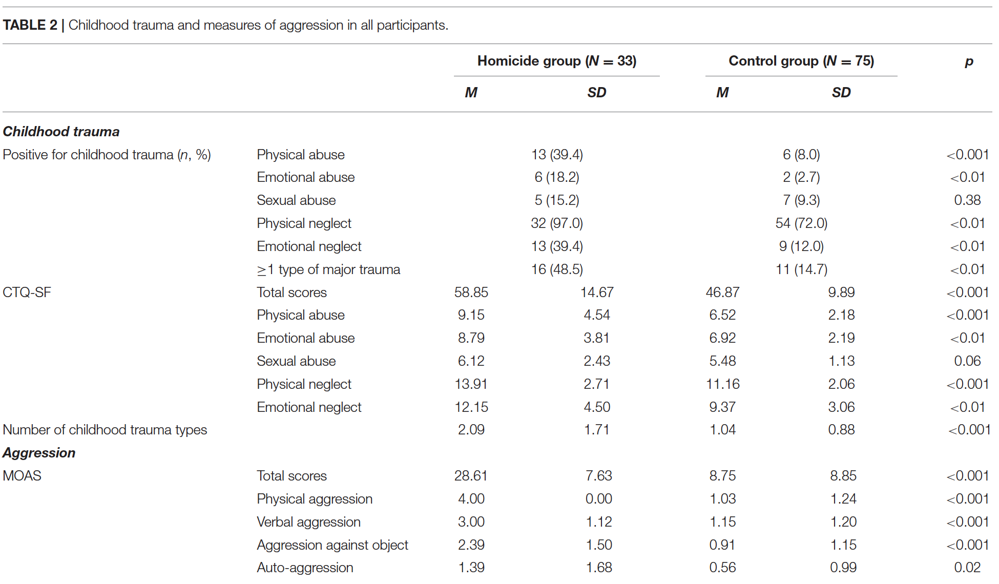 TABLE 2 | Childhood trauma and measures of aggression in all participants.
Homicide group (N = 33) Control group (N = 75) p
M SD M SD
Childhood trauma
Positive for childhood trauma (n, %) Physical abuse 13 (39.4) 6 (8.0) <0.001
Emotional abuse 6 (18.2) 2 (2.7) <0.01
Sexual abuse 5 (15.2) 7 (9.3) 0.38
Physical neglect 32 (97.0) 54 (72.0) <0.01
Emotional neglect 13 (39.4) 9 (12.0) <0.01
≥1 type of major trauma 16 (48.5) 11 (14.7) <0.01
CTQ-SF Total scores 58.85 14.67 46.87 9.89 <0.001
Physical abuse 9.15 4.54 6.52 2.18 <0.001
Emotional abuse 8.79 3.81 6.92 2.19 <0.01
Sexual abuse 6.12 2.43 5.48 1.13 0.06
Physical neglect 13.91 2.71 11.16 2.06 <0.001
Emotional neglect 12.15 4.50 9.37 3.06 <0.01
Number of childhood trauma types 2.09 1.71 1.04 0.88 <0.001
Aggression
MOAS Total scores 28.61 7.63 8.75 8.85 <0.001
Physical aggression 4.00 0.00 1.03 1.24 <0.001
Verbal aggression 3.00 1.12 1.15 1.20 <0.001
Aggression against object 2.39 1.50 0.91 1.15 <0.001
Auto-aggression 1.39 1.68 0.56 0.99 0.02